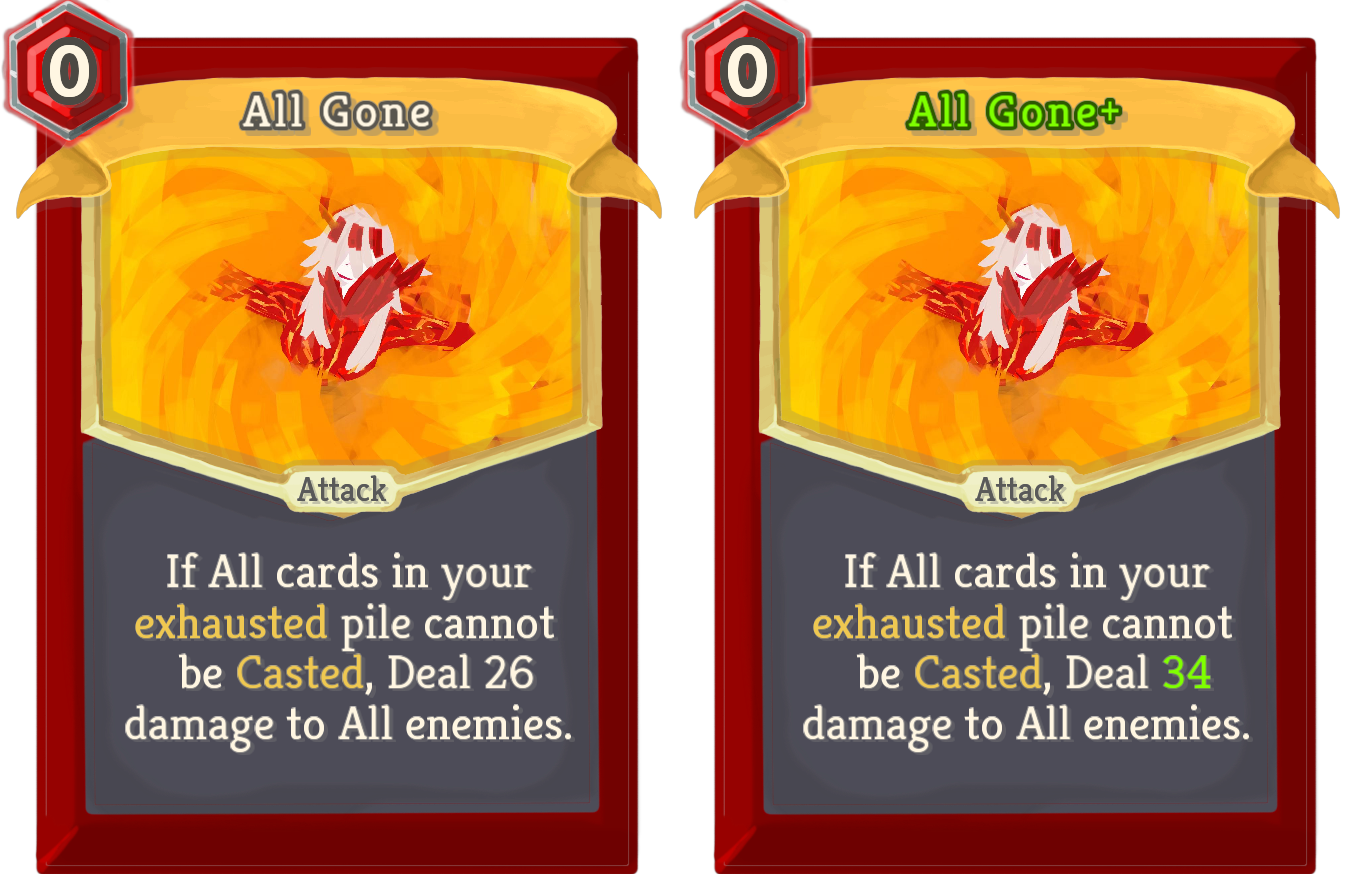 0
All Gone
Attack
If All cards in your
exhausted pile cannot
be Casted, Deal 26
damage to All enemies.
0
All Gone+
Attack
If All cards in your
exhausted pile cannot
be Casted, Deal 34
damage to All enemies.